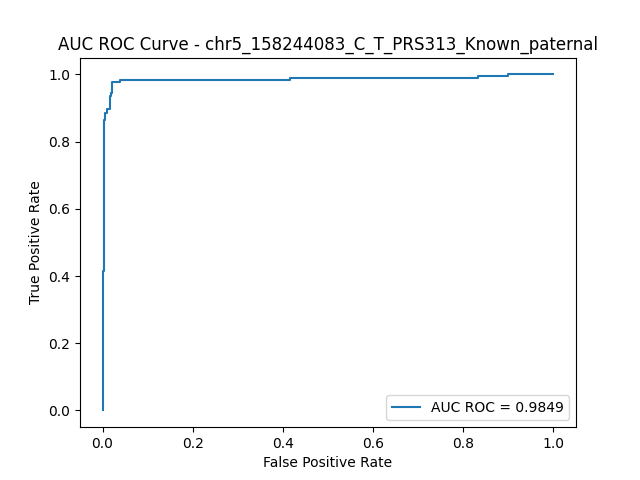 AUC ROC Curve - chr5_158244083_C_T_PRS313_Known_paternal
1.0
0.8
0.6
0.4
0.2
0.0
True Positive Rate
AUC ROC = 0.9849
0.0 0.2 0.4 0.6 0.8 1.0
False Positive Rate